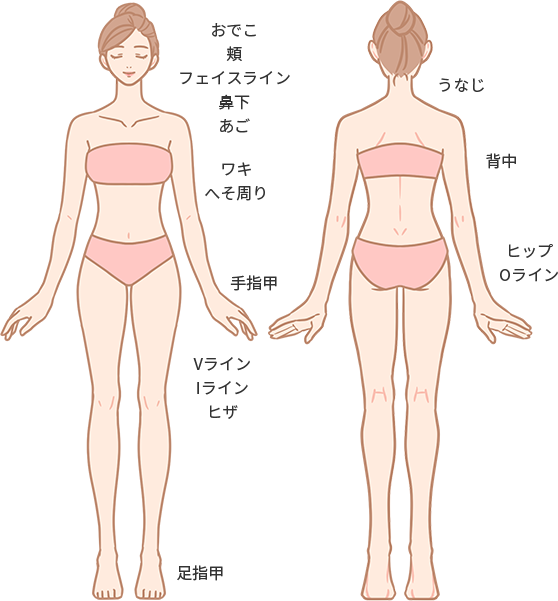 おでこ
頬
フェイスライン
鼻下
あご
うなじ
ワキ
へそ周り
背中
手指甲
ヒップ
Oライン
Vライン
Iライン
ヒザ
足指甲